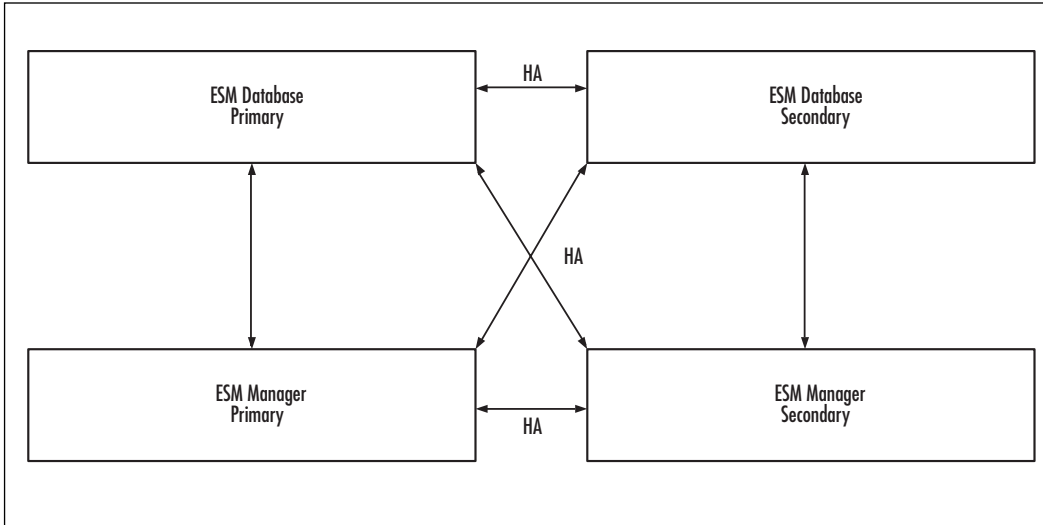 HA
ESM Database
Primary
ESM Database
Secondary
HA
ESM Manager
Primary
ESM Manager
Secondary
HA